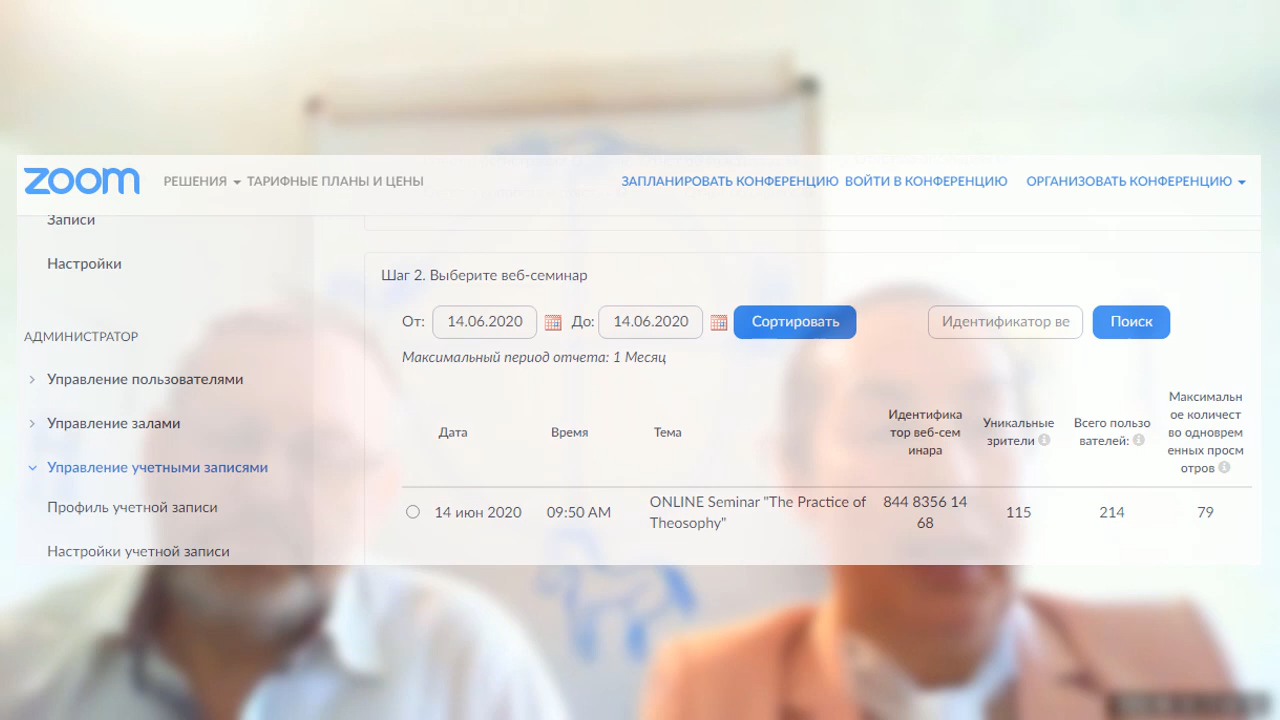 zoom
РЕШЕНИЯ ТАРИФНЫЕ ПЛАНЫ И ЦЕНЫ ЗАПЛАНИРОВАТЬ КОНФЕРЕНЦИЮ ВОЙТИ В КОНФЕРЕНЦИЮ ОРГАНИЗОВАТЬ КОНФЕРЕНЦИЮ
Записи
Настройки
АДМИНИСТРАТОР
Управление пользователями
Управление залами
Управление учетными записями
Профиль учетной записи
Настройки учетной записи
Шаг 2. Выберите веб-семинар
От: 14.06.2020 До: 14.06.2020 Сортировать Идентификатор ве Поиск
Максимальный период отчета: 1 Месяц
Дата
Время
Тема
Идентифика
тор веб-сем
инара
Уникальные
зрители
Всего пользо
вателей:
Максимальн
ое количест
во одноврем
енных просм
отров
14 июн 2020
09:50 AM
ONLINE Seminar "The Practice of
Theosophy"
844 8356 14
68
115
214
79